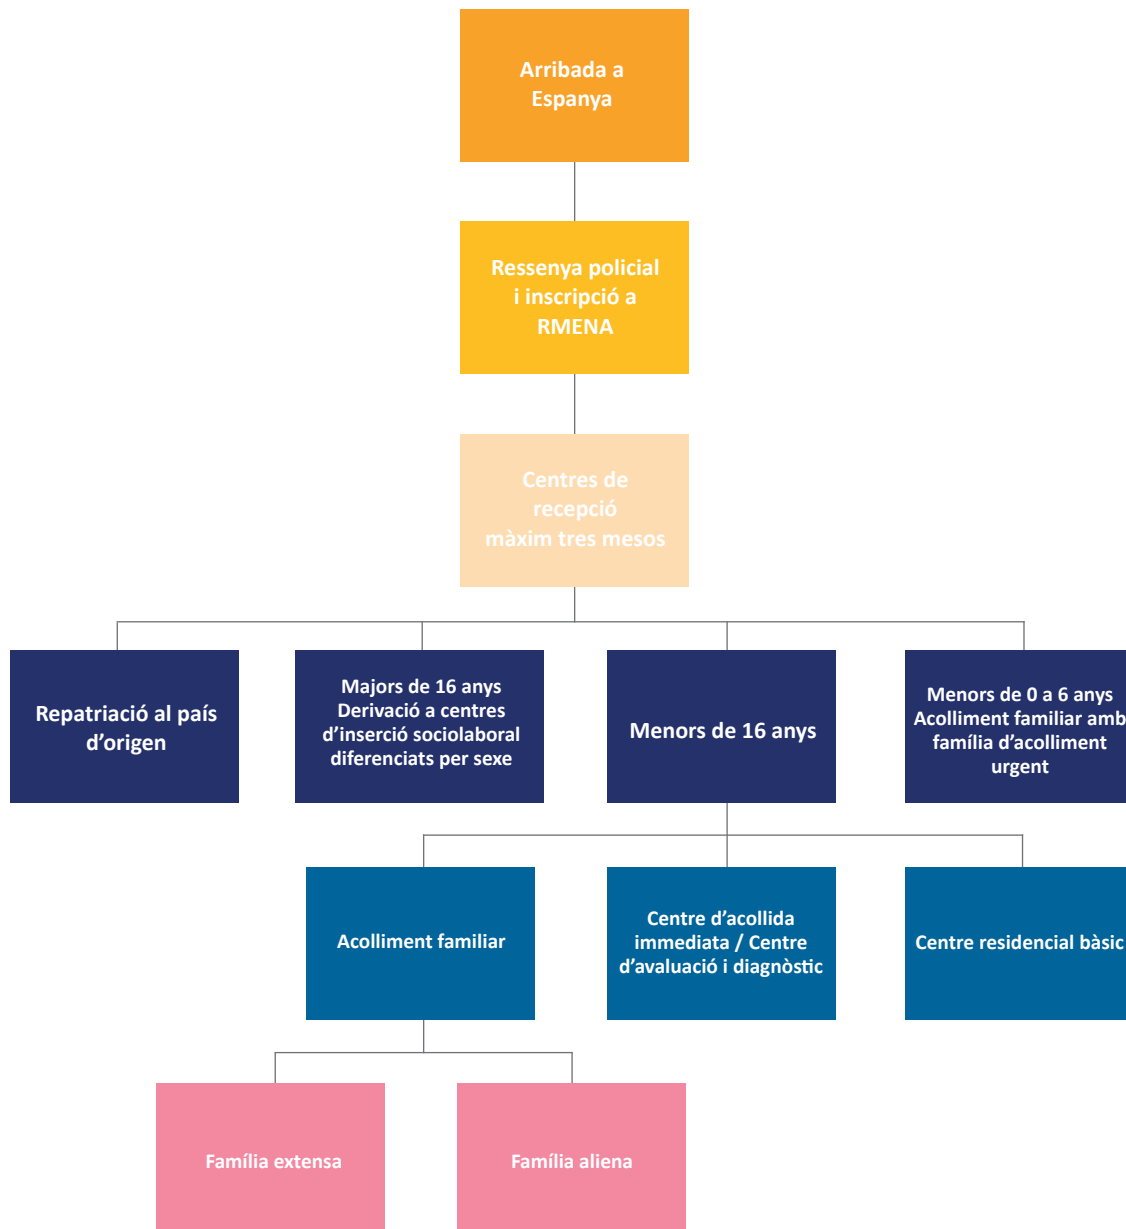 Arribada a
Espanya
Ressenya policial
i inscripció a
RMENA
Centres de
recepció
màxim tres mesos
Repatriació al país
d’origen
Majors de 16 anys
Derivació a centres
d’inserció sociolaboral
diferenciats per sexe
Menors de 16 anys
Menors de 0 a 6 anys
Acolliment familiar amb
família d’acolliment
urgent
Acolliment familiar
Centre d’acollida
immediata / Centre
d’avaluació i diagnòstic
Centre residencial bàsic
Família extensa
Família aliena